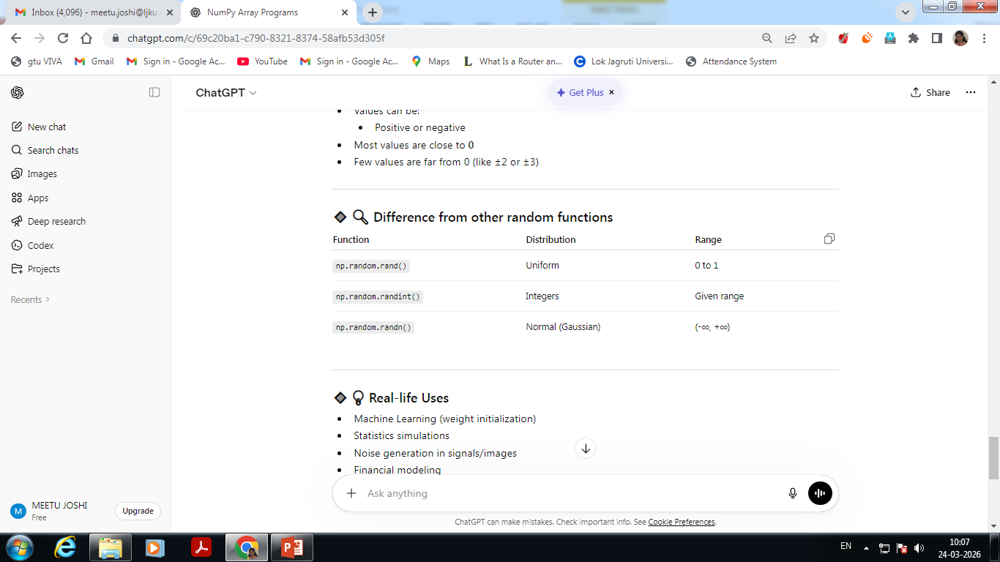 Inbox (4,096) - meetu.joshi@ljku.
NumPy Array Programs
chatgpt.com/c/69c20ba1-c790-8321-8374-58afb53d305f
gtu VIVA
Gmail
Sign in - Google Ac...
YouTube
Sign in - Google Ac...
Maps
What Is a Router an...
Lok Jagruti Universi...
Attendance System
ChatGPT
Get Plus
Share
New chat
Search chats
Images
Apps
Deep research
Codex
Projects
Recents
MEETU JOSHI
Free
Upgrade
Values can be:
Positive or negative
Most values are close to 0
Few values are far from 0 (like ±2 or ±3)
Difference from other random functions
Function Distribution Range
np.random.rand() Uniform 0 to 1
np.random.randint() Integers Given range
np.random.randn() Normal (Gaussian) (-∞, +∞)
Real-life Uses
Machine Learning (weight initialization)
Statistics simulations
Noise generation in signals/images
Financial modeling
Ask anything
ChatGPT can make mistakes. Check important info. See Cookie Preferences.
EN
10:07
24-03-2026